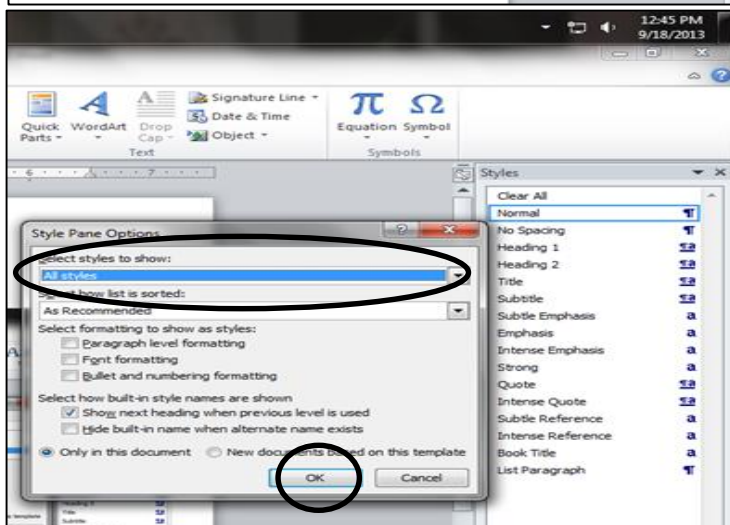 12:45 PM
9/18/2013
Quick Parts
WordArt
Drop Cap
Signature Line
Date & Time
Object
Text
Equation
Symbol
Symbols
6 7
Styles
Clear All
Normal
No Spacing
Heading 1
Heading 2
Title
Subtitle
Subtle Emphasis
Emphasis
Intense Emphasis
Strong
Quote
Intense Quote
Subtle Reference
Intense Reference
Book Title
List Paragraph
Style Pane Options
Select styles to show:
All styles
Select how list is sorted:
As Recommended
Select formatting to show as styles:
Paragraph level formatting
Font formatting
Bullet and numbering formatting
Select how built-in style names are shown
Show next heading when previous level is used
Hide built-in name when alternate name exists
Only in this document
New documents based on this template
OK
Cancel
Title